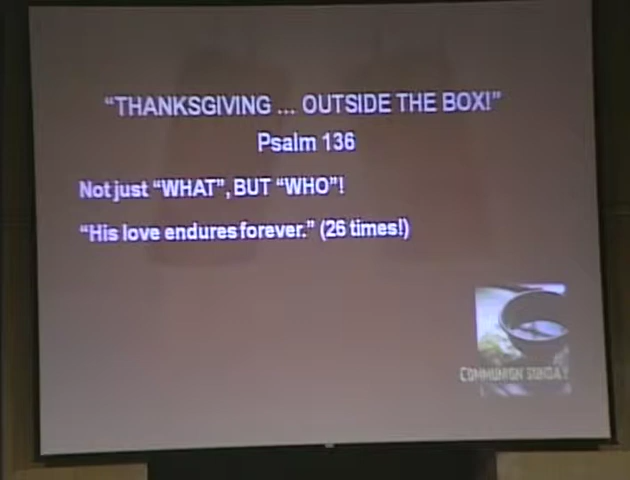 “THANKSGIVING ... OUTSIDE THE BOX!”
Psalm 136
Not just “WHAT”, BUT “WHO”!
“His love endures forever.” (26 times!)
COMMUNION SUNDAY